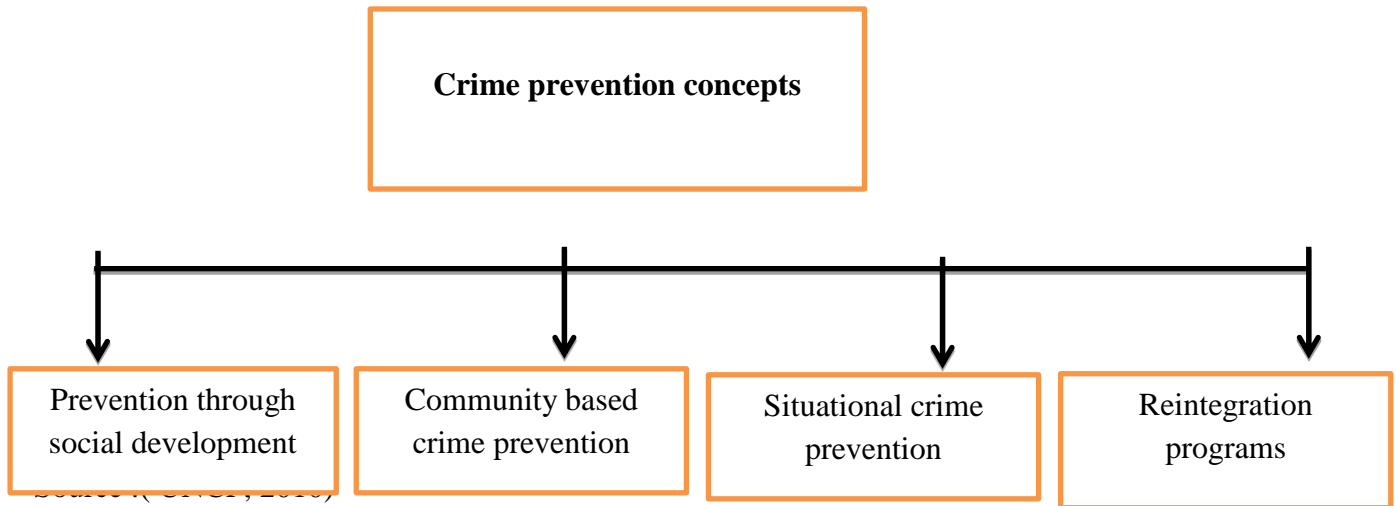 Crime prevention concepts
Prevention through
social development
Community based
crime prevention
Situational crime
prevention
Reintegration
programs